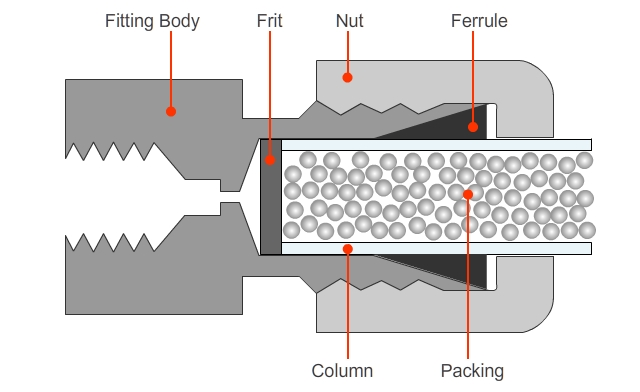 Fitting Body
Frit
Nut
Ferrule
Column
Packing